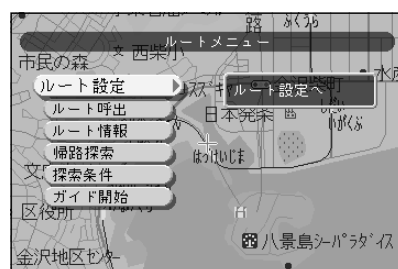 路
ルートメニュー
市民の森
文 西柴小
ルート設定
ルート設定へ
ルート呼出
日本発条
ルート情報
はっけいじま
帰路探索
探索条件
ガイド開始
区役所
八景島シーパラダイス
金沢地区センター